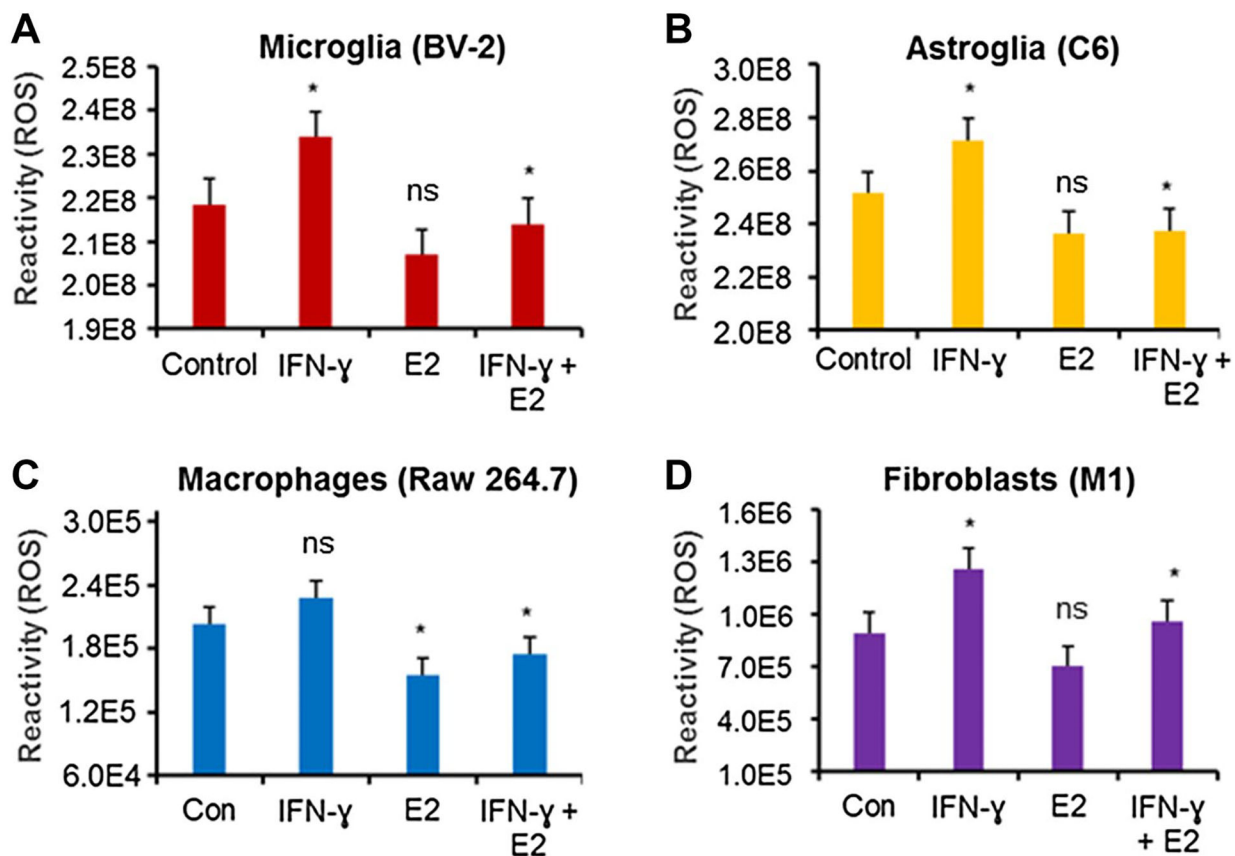 A
Microglia (BV-2)
Reactivity (ROS)
2.5E8
2.4E8
2.3E8
2.2E8
2.1E8
2.0E8
1.9E8
*
ns
*
Control
IFN-ɣ
E2
IFN-ɣ +
E2
B
Astroglia (C6)
Reactivity (ROS)
3.0E8
2.8E8
2.6E8
2.4E8
2.2E8
2.0E8
*
ns
*
Control
IFN-ɣ
E2
IFN-ɣ +
E2
C
Macrophages (Raw 264.7)
Reactivity (ROS)
3.0E5
2.4E5
1.8E5
1.2E5
6.0E4
ns
*
*
Con
IFN-ɣ
E2
IFN-ɣ +
E2
D
Fibroblasts (M1)
Reactivity (ROS)
1.6E6
1.3E6
1.0E6
7.0E5
4.0E5
1.0E5
*
ns
*
Con
IFN-ɣ
E2
IFN-ɣ
+ E2